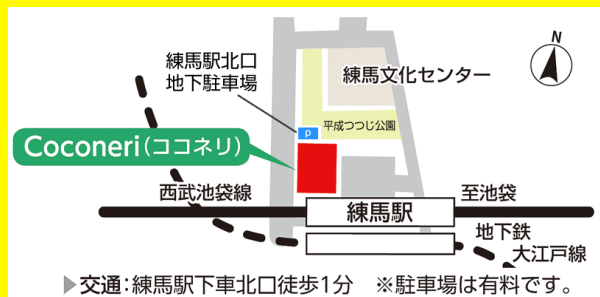 N
練馬駅北口
地下駐車場
練馬文化センター
P
平成つつじ公園
Coconeri(ココネリ)
西武池袋線
至池袋
練馬駅
地下鉄
大江戸線
▶交通:練馬駅下車北口徒歩1分 ※駐車場は有料です。